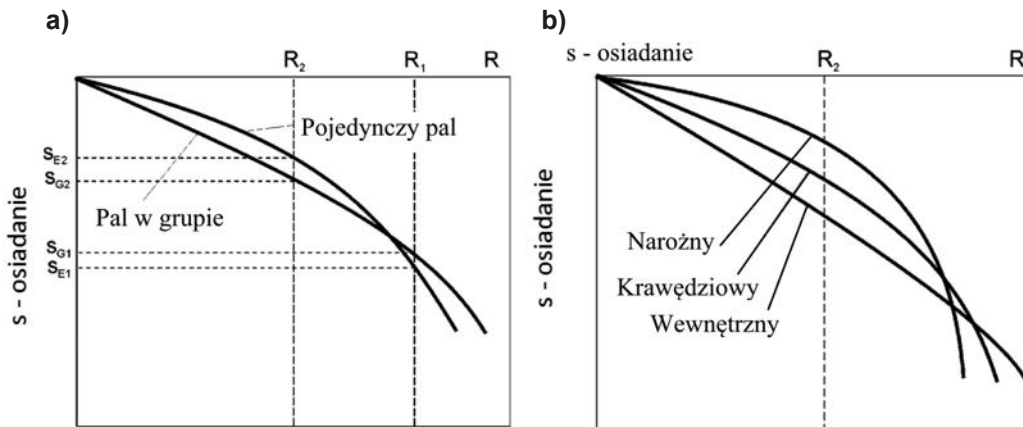 a)
R₂
R₁
R
Pojedynczy pal
S_E2
S_G2
Pal w grupie
S_G1
S_E1
s - osiadanie
b)
s - osiadanie
R₂
R
Narożny
Krawędziowy
Wewnętrzny
s - osiadanie